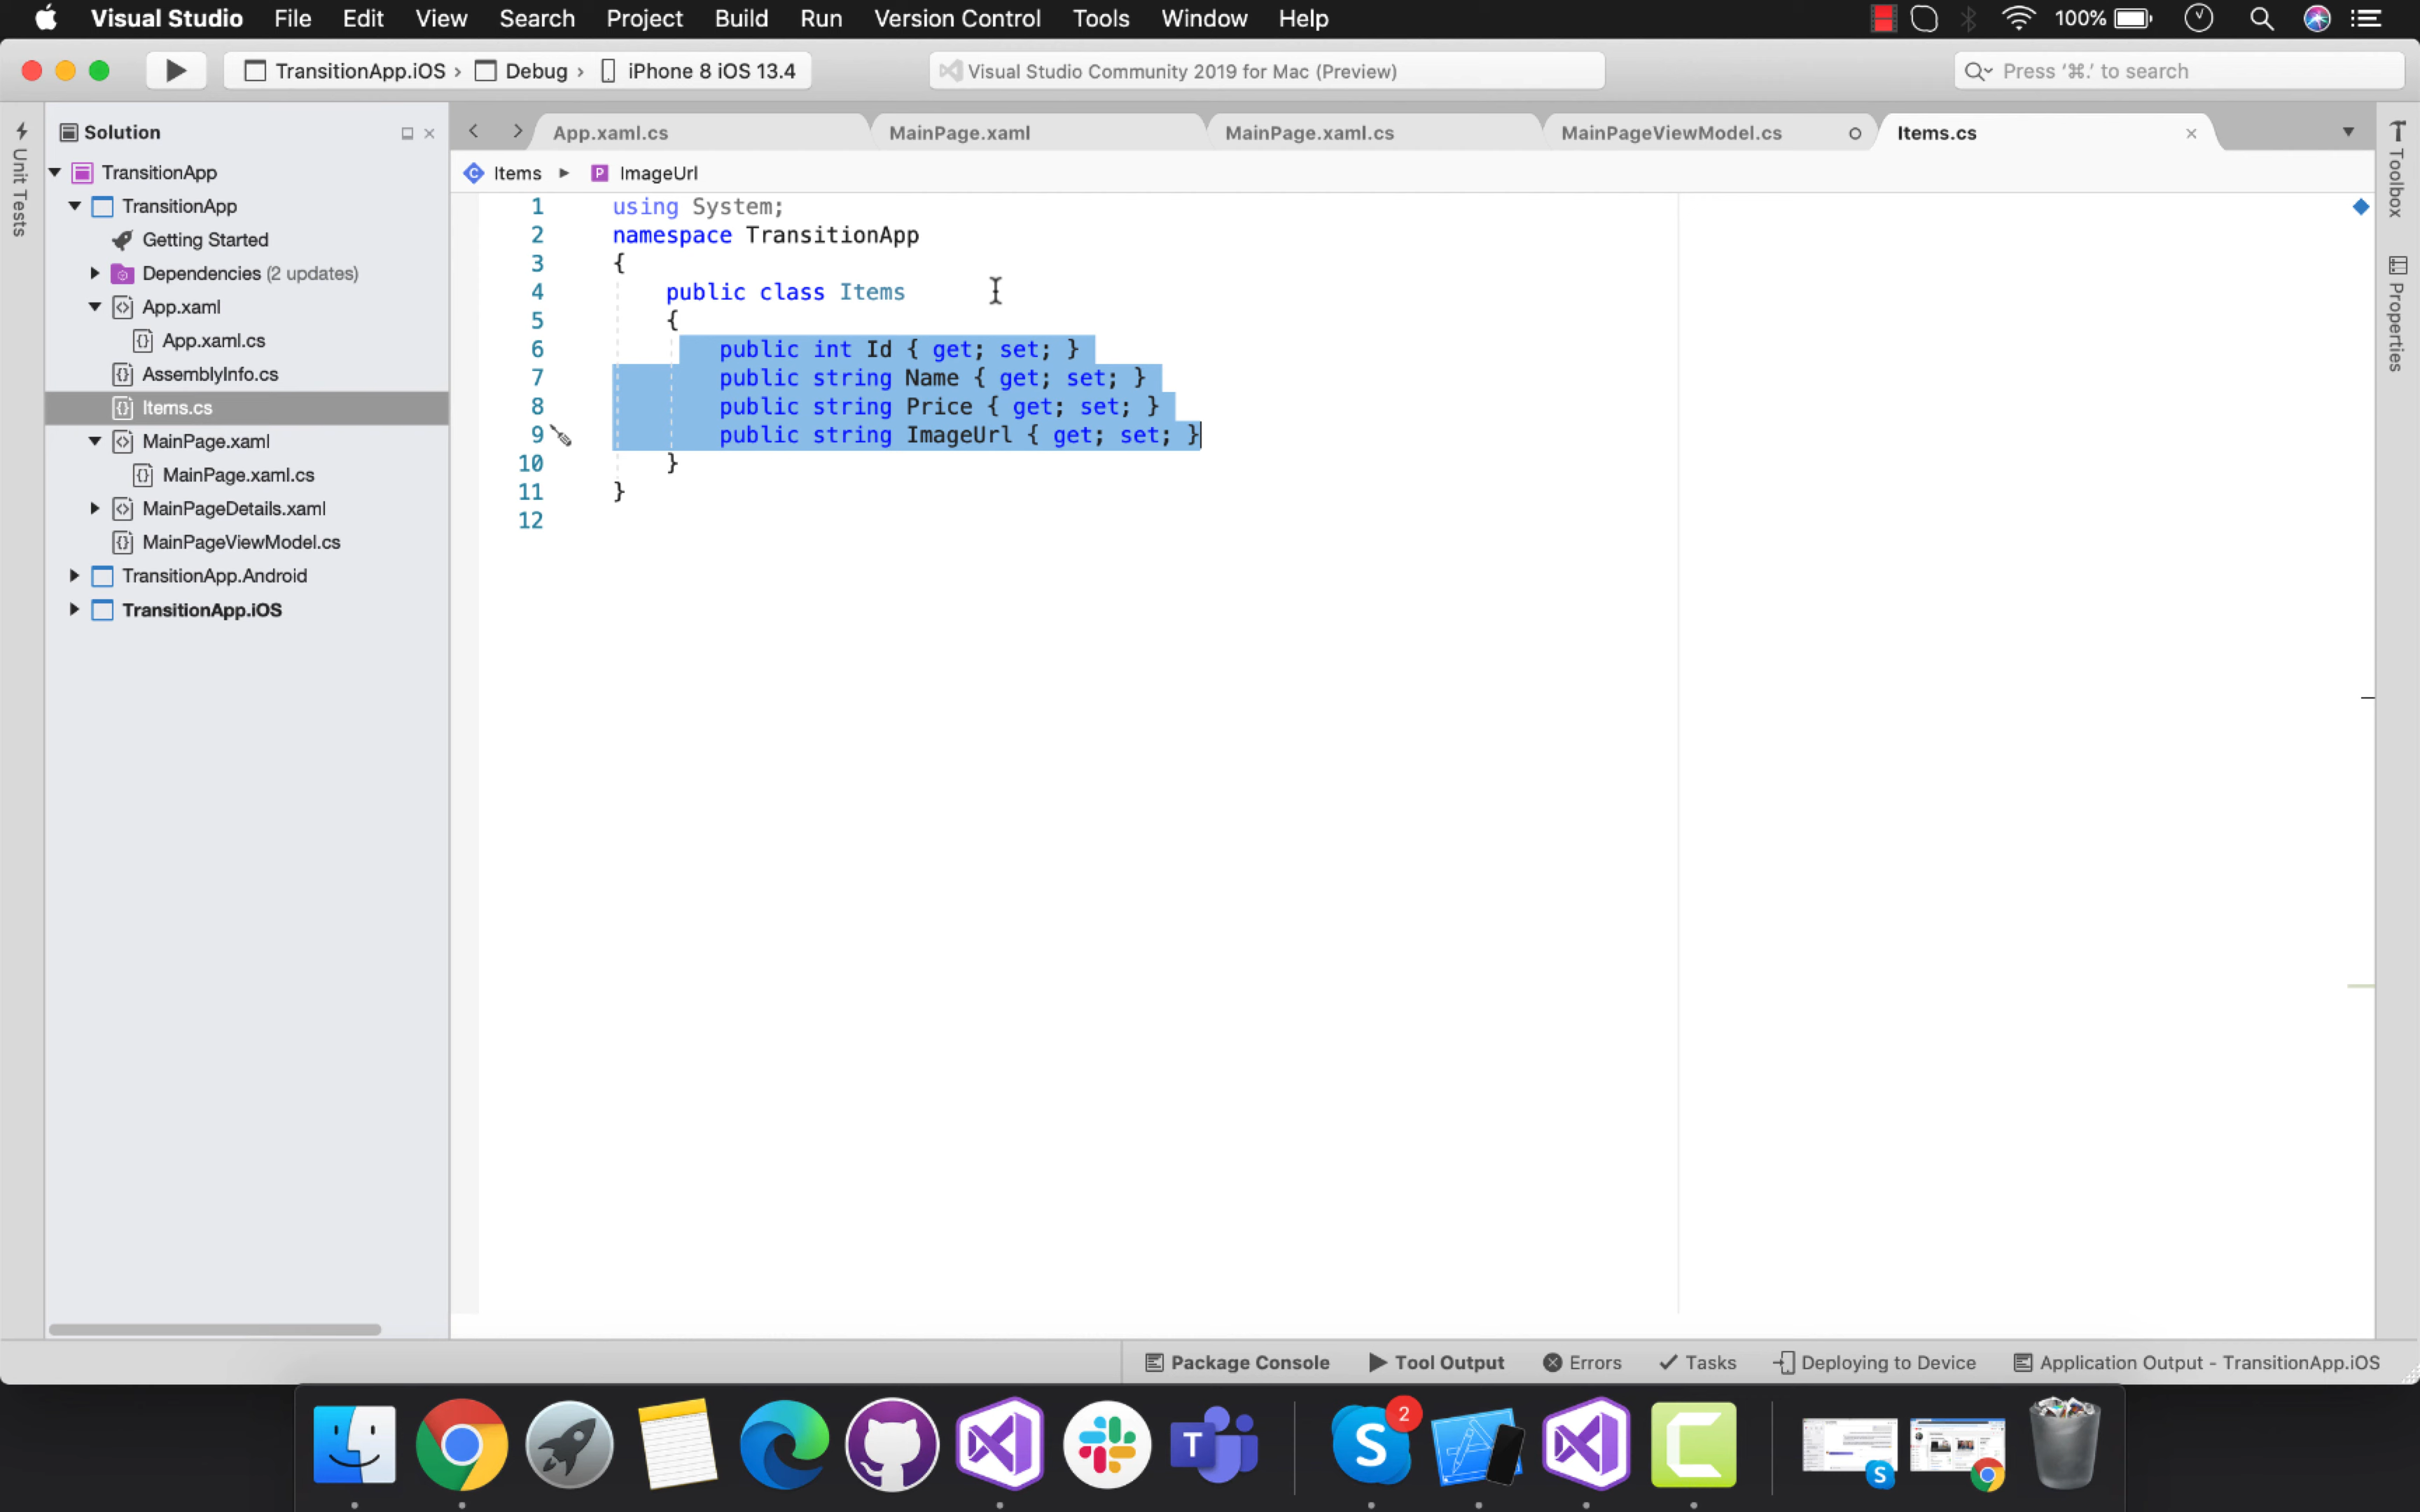 Visual Studio File Edit View Search Project Build Run Version Control Tools Window Help 100%
TransitionApp.iOS › Debug › iPhone 8 iOS 13.4 Visual Studio Community 2019 for Mac (Preview) Press ‘⌘.’ to search
Solution App.xaml.cs MainPage.xaml MainPage.xaml.cs MainPageViewModel.cs Items.cs
Unit Tests
Toolbox
Properties
TransitionApp
TransitionApp
Getting Started
Dependencies (2 updates)
App.xaml
App.xaml.cs
AssemblyInfo.cs
Items.cs
MainPage.xaml
MainPage.xaml.cs
MainPageDetails.xaml
MainPageViewModel.cs
TransitionApp.Android
TransitionApp.iOS
Items ImageUrl
1 using System;
2 namespace TransitionApp
3 {
4 public class Items
5 {
6 public int Id { get; set; }
7 public string Name { get; set; }
8 public string Price { get; set; }
9 public string ImageUrl { get; set; }
10 }
11 }
12
Package Console Tool Output Errors Tasks Deploying to Device Application Output - TransitionApp.iOS
T S 2 S